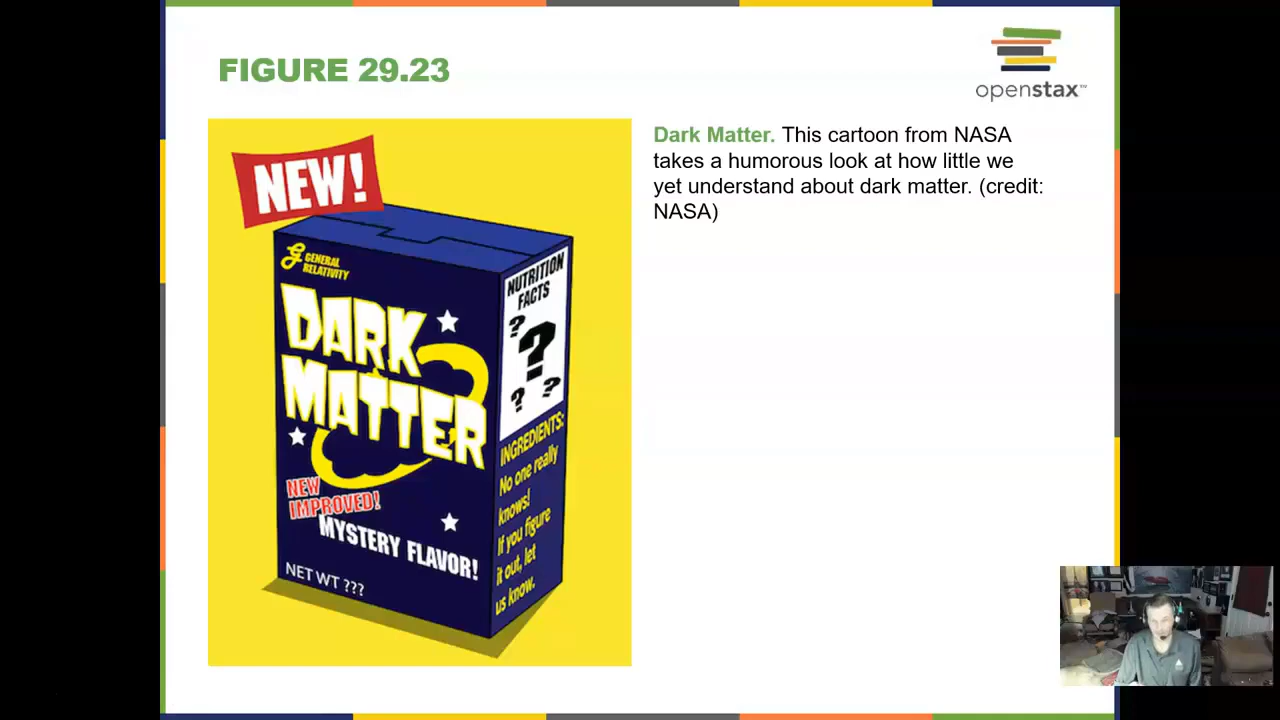 FIGURE 29.23
openstax™
Dark Matter. This cartoon from NASA
takes a humorous look at how little we
yet understand about dark matter. (credit:
NASA)
NEW!
g GENERAL
RELATIVITY
DARK
MATTER
NEW
IMPROVED!
MYSTERY FLAVOR!
NET WT ???
NUTRITION
FACTS
?
?
? ?
INGREDIENTS:
No one really
knows!
If you figure
it out, let
us know.